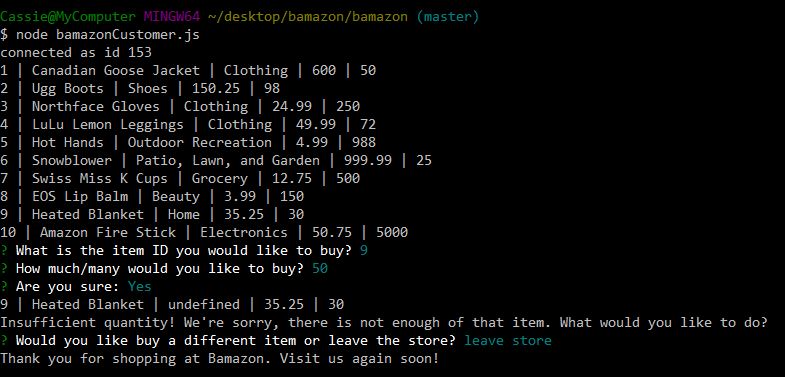 Cassie@MyComputer MINGW64 ~/desktop/bamazon/bamazon (master)
$ node bamazonCustomer.js
connected as id 153
1 | Canadian Goose Jacket | Clothing | 600 | 50
2 | Ugg Boots | Shoes | 150.25 | 98
3 | Northface Gloves | Clothing | 24.99 | 250
4 | LuLu Lemon Leggings | Clothing | 49.99 | 72
5 | Hot Hands | Outdoor Recreation | 4.99 | 988
6 | Snowblower | Patio, Lawn, and Garden | 999.99 | 25
7 | Swiss Miss K Cups | Grocery | 12.75 | 500
8 | EOS Lip Balm | Beauty | 3.99 | 150
9 | Heated Blanket | Home | 35.25 | 30
10 | Amazon Fire Stick | Electronics | 50.75 | 5000
? What is the item ID you would like to buy? 9
? How much/many would you like to buy? 50
? Are you sure: Yes
9 | Heated Blanket | undefined | 35.25 | 30
Insufficient quantity! We're sorry, there is not enough of that item. What would you like to do?
? Would you like buy a different item or leave the store? leave store
Thank you for shopping at Bamazon. Visit us again soon!